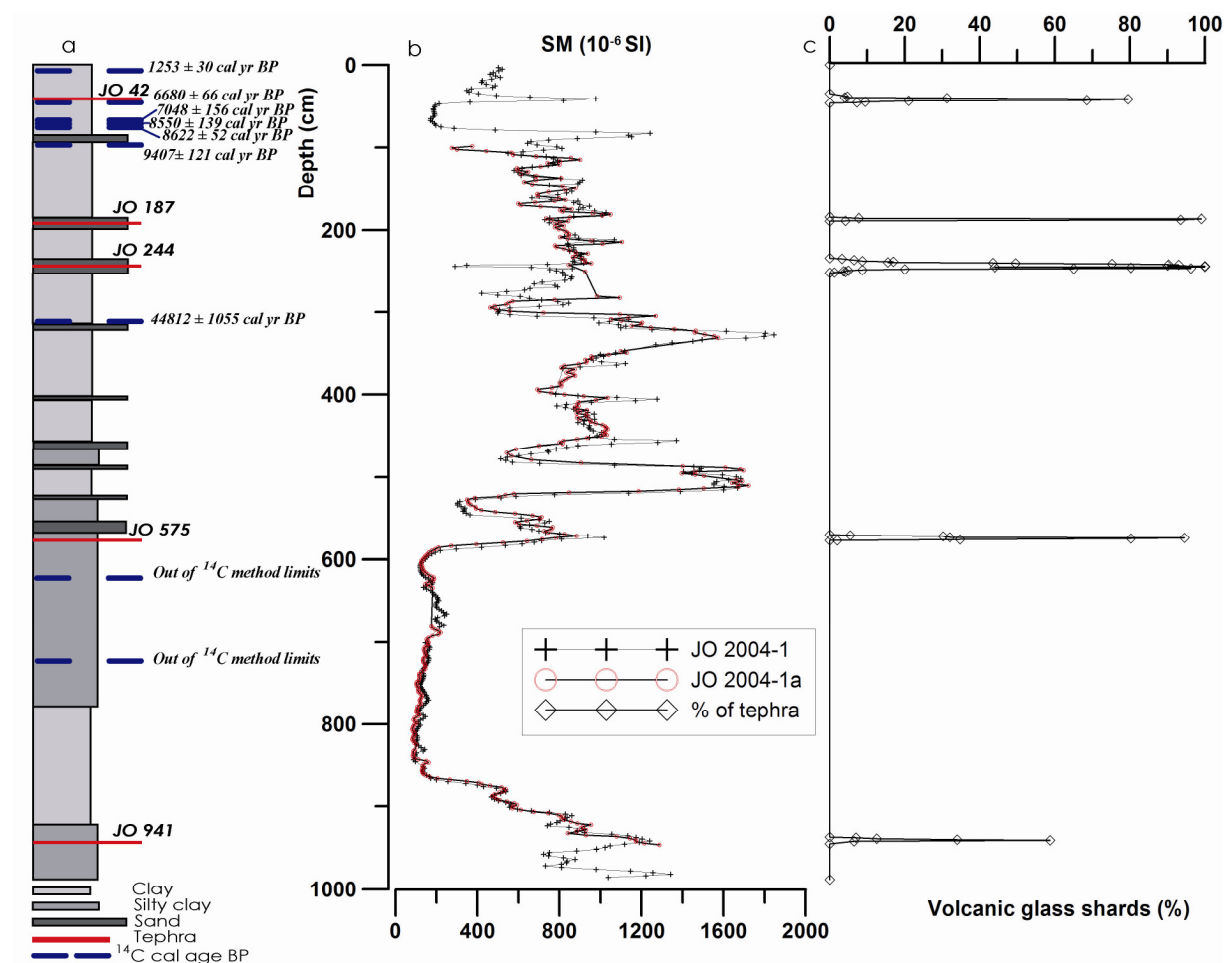 a
1253 ± 30 cal yr BP
JO 42
6680 ± 66 cal yr BP
7048 ± 156 cal yr BP
8550 ± 139 cal yr BP
8622 ± 52 cal yr BP
9407± 121 cal yr BP
JO 187
JO 244
44812 ± 1055 cal yr BP
JO 575
Out of ¹⁴C method limits
Out of ¹⁴C method limits
JO 941
Clay
Silty clay
Sand
Tephra
¹⁴C cal age BP
b
SM (10⁻⁶ SI)
Depth (cm)
0
200
400
600
800
1000
0 400 800 1200 1600 2000
JO 2004-1
JO 2004-1a
% of tephra
c
0 20 40 60 80 100
Volcanic glass shards (%)